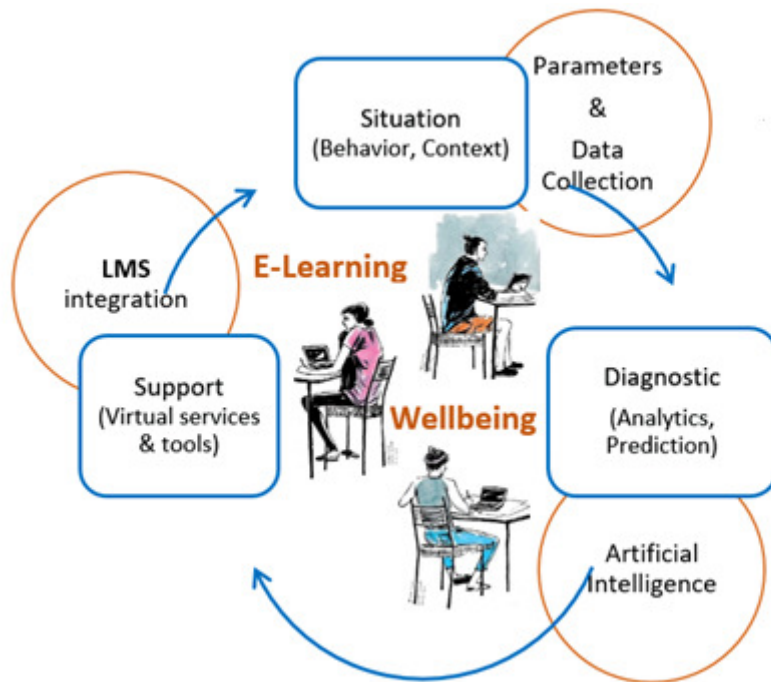 Situation
(Behavior, Context)
Parameters
&
Data
Collection
LMS
integration
E-Learning
Support
(Virtual services
& tools)
Wellbeing
Diagnostic
(Analytics,
Prediction)
Artificial
Intelligence